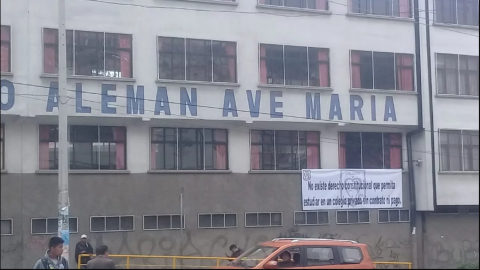 O ALEMAN AVE MARIA
No existe derecho constitucional que permita
estudiar en un colegio privado sin contrato ni pago.